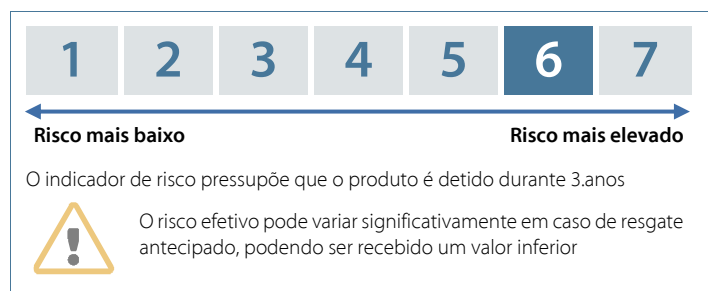 1 2 3 4 5 6 7
Risco mais baixo Risco mais elevado
O indicador de risco pressupõe que o produto é detido durante 3.anos
O risco efetivo pode variar significativamente em caso de resgate
antecipado, podendo ser recebido um valor inferior